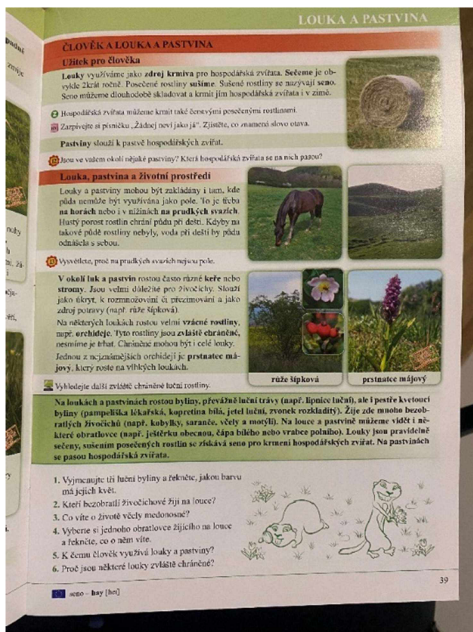 LOUKA A PASTVINA
ČLOVĚK A LOUKA A PASTVINA
Užitek pro člověka
Louky využíváme jako zdroj krmiva pro hospodářská zvířata. Sečeme je ob-
vykle 2krát ročně. Posečené rostliny sušíme. Sušené rostliny se nazývají seno.
Seno můžeme dlouhodobě skladovat a krmit jím hospodářská zvířata i v zimě.
Hospodářská zvířata můžeme krmit také čerstvými posečenými rostlinami.
Zazpívejte si písničku „Žádnej neví jako já“. Zjistěte, co znamená slovo otava.
Pastviny slouží k pastvě hospodářských zvířat.
Jsou ve vašem okolí nějaké pastviny? Která hospodářská zvířata se na nich pasou?
Louka, pastvina a životní prostředí
Louky a pastviny mohou být zakládány i tam, kde
půda nemůže být využívána jako pole. To je třeba
na horách nebo i v nížinách na prudkých svazích.
Hustý porost rostlin chrání půdu při dešti. Kdyby na
takové půdě rostliny nebyly, voda při dešti by půdu
odnášela s sebou.
Vysvětlete, proč na prudkých svazích nejsou pole.
V okolí luk a pastvin rostou často různé keře nebo
stromy. Jsou velmi důležité pro živočichy. Slouží
jako úkryt, k rozmnožování či přezimování a jako
zdroj potravy (např. růže šípková).
Na některých loukách rostou velmi vzácné rostliny,
např. orchideje. Tyto rostliny jsou zvláště chráněné,
nesmíme je trhat. Chráněné mohou být i celé louky.
Jednou z nejznámějších orchidejí je prstnatec má-
jový, který roste na vlhkých loukách.
Vyhledejte další zvláště chráněné luční rostliny.
růže šípková
prstnatec májový
Na loukách a pastvinách rostou byliny, převážně luční trávy (např. lipnice luční), ale i pestře kvetoucí
byliny (pampeliška lékařská, kopretina bílá, jetel luční, zvonek rozkladitý). Žije zde mnoho bezob-
ratlých živočichů (např. kobylky, saranče, včely a motýli). Na louce a pastvině můžeme vidět i ně-
které obratlovce (např. ještěrku obecnou, čápa bílého nebo vrabce polního). Louky jsou pravidelně
sečeny, sušením posečených rostlin se získává seno pro krmení hospodářských zvířat. Na pastvinách
se pasou hospodářská zvířata.
1. Vyjmenujte tři luční byliny a řekněte, jakou barvu
má jejich květ.
2. Kteří bezobratlí živočichové žijí na louce?
3. Co víte o životě včely medonosné?
4. Vyberte si jednoho obratlovce žijícího na louce
a řekněte, co o něm víte.
5. K čemu člověk využívá louky a pastviny?
6. Proč jsou některé louky zvláště chráněné?
seno – hay [hei]
39